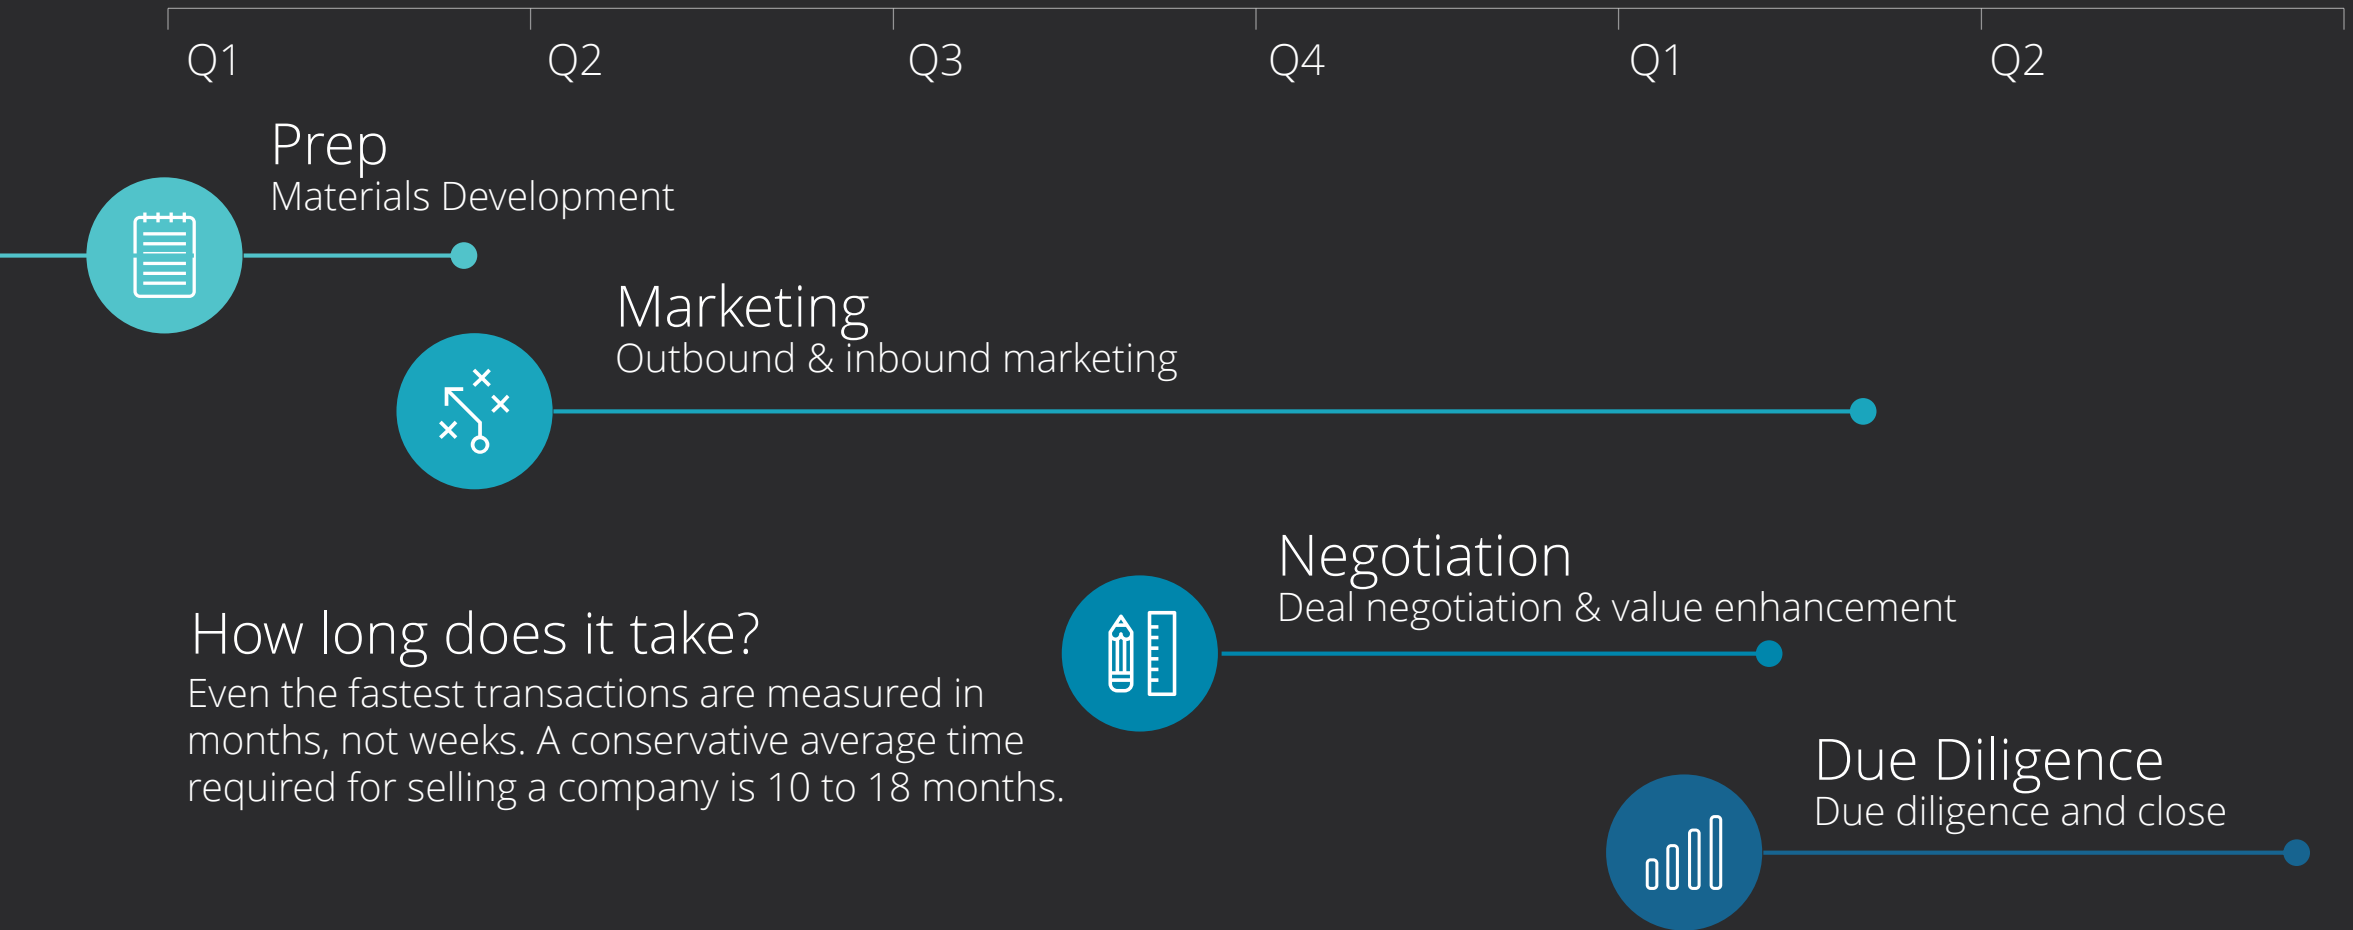 Q1 Q2 Q3 Q4 Q1 Q2
Prep
Materials Development
Marketing
Outbound & inbound marketing
Negotiation
Deal negotiation & value enhancement
How long does it take?
Even the fastest transactions are measured in
months, not weeks. A conservative average time
required for selling a company is 10 to 18 months.
Due Diligence
Due diligence and close